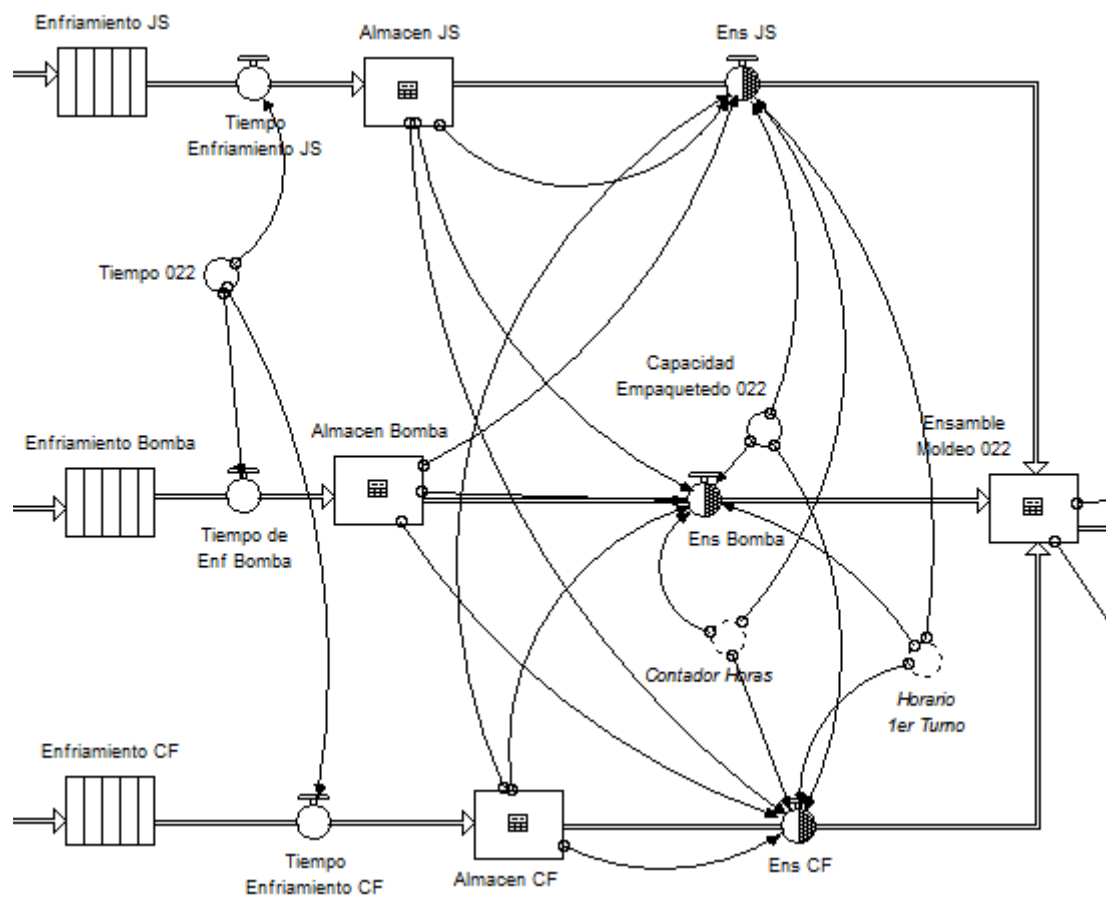 Enfriamiento JS
Almacen JS
Ens JS
Tiempo
Enfriamiento JS
Tiempo 022
Capacidad
Empaquetedo 022
Enfriamiento Bomba
Almacen Bomba
Ensamble
Moldeo 022
Tiempo de
Enf Bomba
Ens Bomba
Contador Horas
Horario
1er Turno
Enfriamiento CF
Tiempo
Enfriamiento CF
Almacen CF
Ens CF